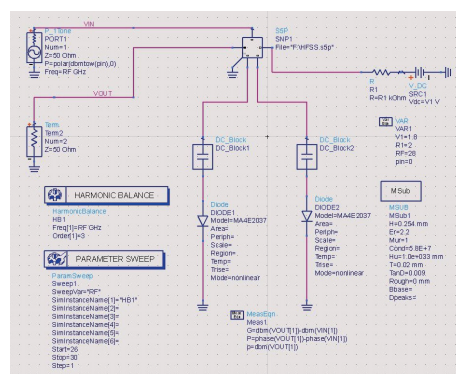 VIN
P_1Tone
PORT1
Num=1
Z=50 Ohm
P=polar(dbmtow(pin),0)
Freq=RF GHz
S5P
SNP1
File="F:\HFSS.s5p"
R
R1
R=R1 kOhm
V_DC
SRC1
Vdc=V1 V
VOUT
Term
Term2
Num=2
Z=50 Ohm
Var
Eqn
VAR
VAR1
V1=1.8
R1=2
RF=28
pin=0
DC_Block
DC_Block1
DC_Block
DC_Block2
HARMONIC BALANCE
HarmonicBalance
HB1
Freq[1]=RF GHz
Order[1]=3
Diode
DIODE1
Model=MA4E2037
Area=
Periph=
Scale=
Region=
Temp=
Trise=
Mode=nonlinear
Diode
DIODE2
Model=MA4E2037
Area=
Periph=
Scale=
Region=
Temp=
Trise=
Mode=nonlinear
MSub
MSUB
MSub1
H=0.254 mm
Er=2.2
Mur=1
Cond=5.8E+7
Hu=1.0e+033 mm
T=0.02 mm
TanD=0.009
Rough=0 mm
Bbase=
Dpeaks=
PARAMETER SWEEP
ParamSweep
Sweep1
SweepVar="RF"
SimInstanceName[1]="HB1"
SimInstanceName[2]=
SimInstanceName[3]=
SimInstanceName[4]=
SimInstanceName[5]=
SimInstanceName[6]=
Start=26
Stop=30
Step=1
Meas
Eqn
MeasEqn
Meas1
G=dbm(VOUT[1])-dbm(VIN[1])
P=phase(VOUT[1])-phase(VIN[1])
p=dbm(VOUT[1])